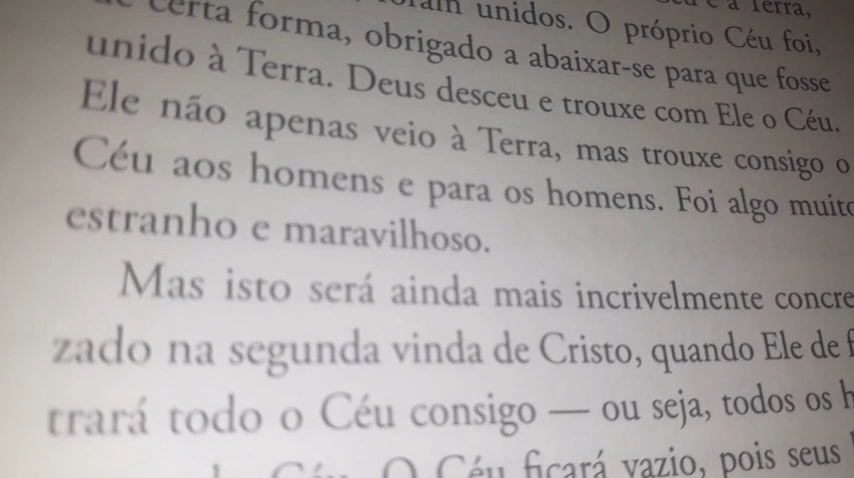 unidos. O próprio Céu foi,
certa forma, obrigado a abaixar-se para que fosse
unido à Terra. Deus desceu e trouxe com Ele o Céu.
Ele não apenas veio à Terra, mas trouxe consigo o
Céu aos homens e para os homens. Foi algo muito
estranho e maravilhoso.
Mas isto será ainda mais incrivelmente concre
zado na segunda vinda de Cristo, quando Ele de
trará todo o Céu consigo — ou seja, todos os
O Céu ficará vazio, pois seus